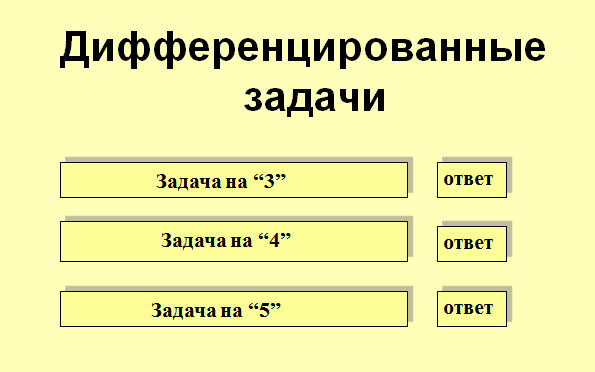 Дифференцированные
задачи
Задача на “3” ответ
Задача на “4” ответ
Задача на “5” ответ